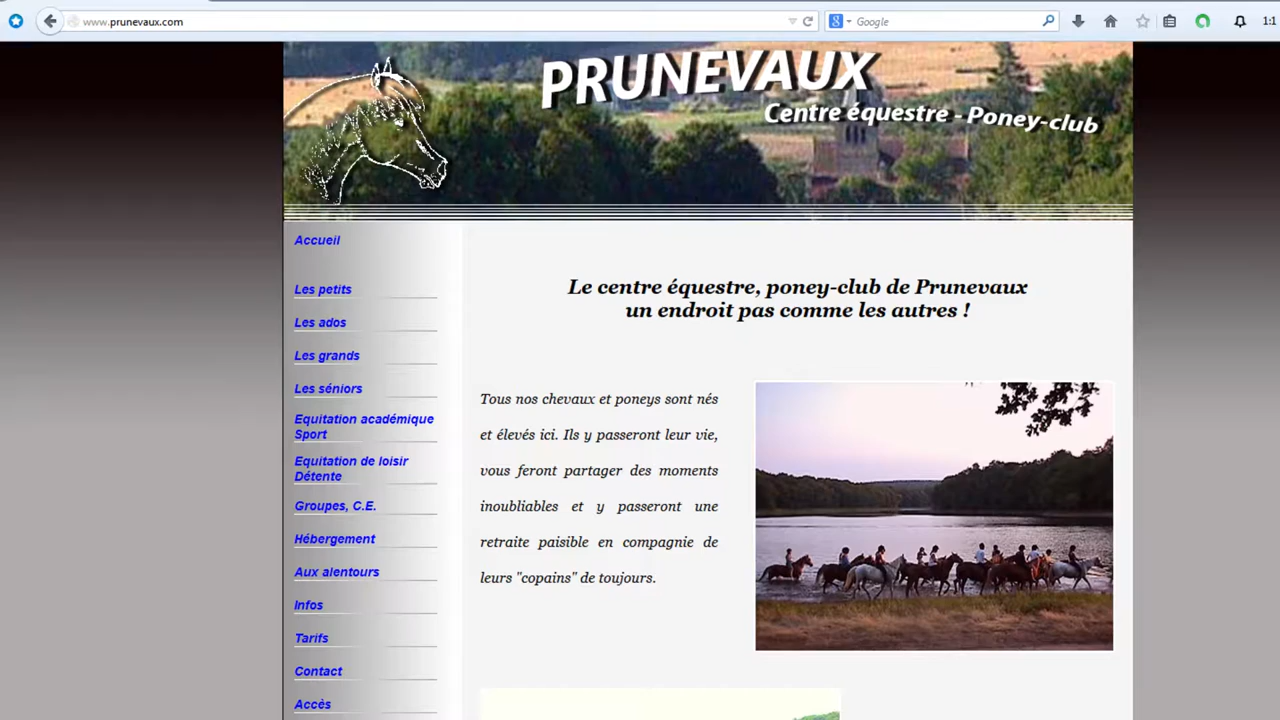 www.prunevaux.com
Google
1:1
PRUNEVAUX
Centre équestre - Poney-club
Accueil
Les petits
Les ados
Les grands
Les séniors
Equitation académique
Sport
Equitation de loisir
Détente
Groupes, C.E.
Hébergement
Aux alentours
Infos
Tarifs
Contact
Accès
Le centre équestre, poney-club de Prunevaux
un endroit pas comme les autres !
Tous nos chevaux et poneys sont nés
et élevés ici. Ils y passeront leur vie,
vous feront partager des moments
inoubliables et y passeront une
retraite paisible en compagnie de
leurs "copains" de toujours.